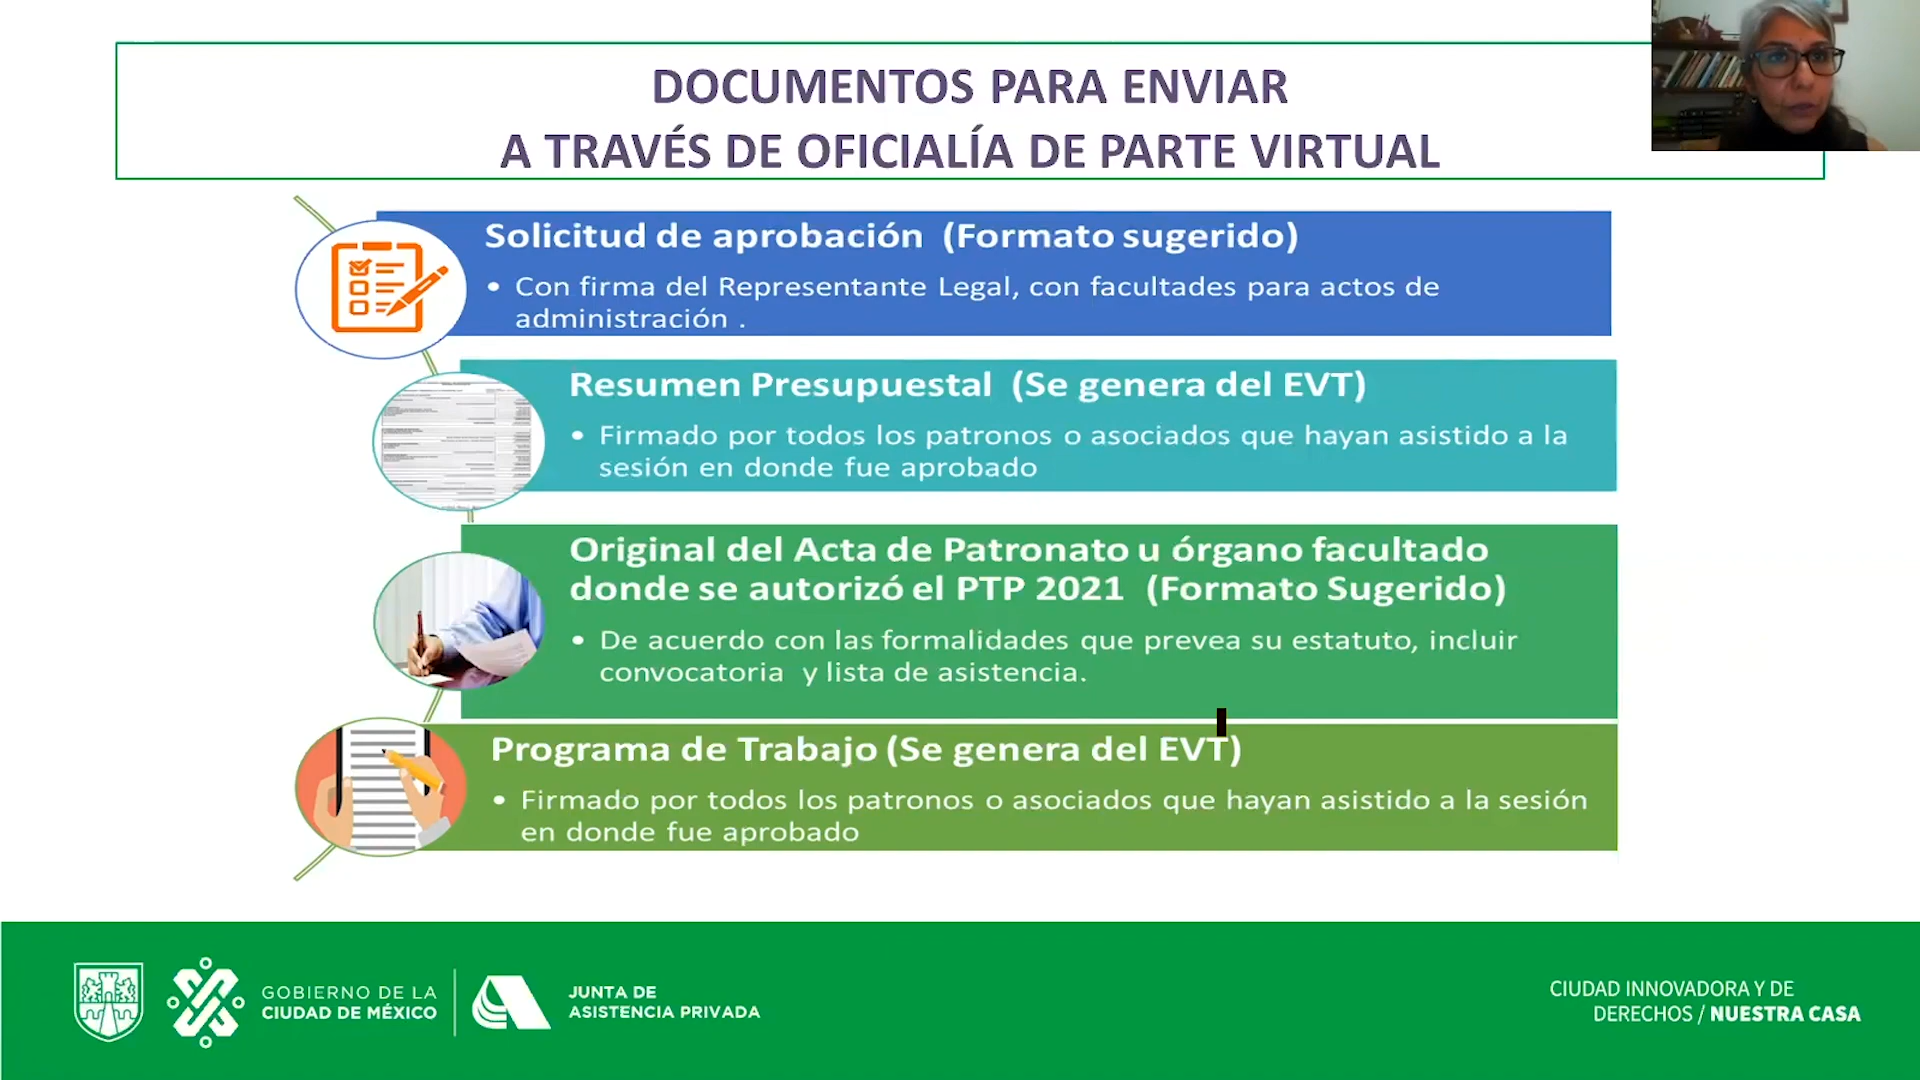 DOCUMENTOS PARA ENVIAR
A TRAVÉS DE OFICIALÍA DE PARTE VIRTUAL
Solicitud de aprobación (Formato sugerido)
• Con firma del Representante Legal, con facultades para actos de
administración .
Resumen Presupuestal (Se genera del EVT)
• Firmado por todos los patronos o asociados que hayan asistido a la
sesión en donde fue aprobado
Original del Acta de Patronato u órgano facultado
donde se autorizó el PTP 2021 (Formato Sugerido)
• De acuerdo con las formalidades que prevea su estatuto, incluir
convocatoria y lista de asistencia.
Programa de Trabajo (Se genera del EVT)
• Firmado por todos los patronos o asociados que hayan asistido a la sesión
en donde fue aprobado
GOBIERNO DE LA
CIUDAD DE MÉXICO
JUNTA DE
ASISTENCIA PRIVADA
CIUDAD INNOVADORA Y DE
DERECHOS / NUESTRA CASA